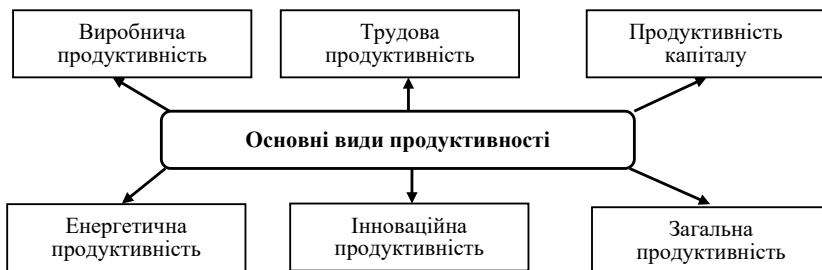 Виробнича
продуктивність
Трудова
продуктивність
Продуктивність
капіталу
Основні види продуктивності
Енергетична
продуктивність
Інноваційна
продуктивність
Загальна
продуктивність